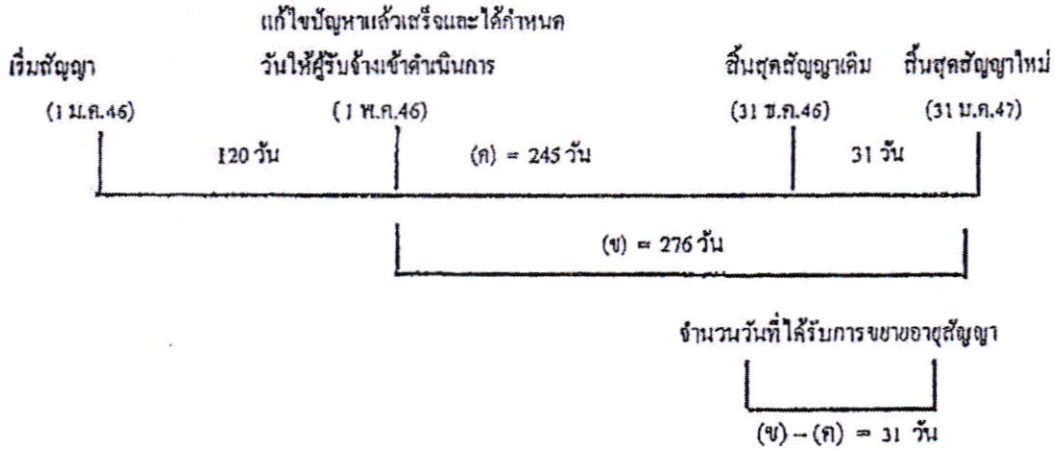 แก้ไขปัญหาแล้วเสร็จและได้กำหนด
เริ่มสัญญา วันให้ผู้รับจ้างเข้าดำเนินการ สิ้นสุดสัญญาเดิม สิ้นสุดสัญญาใหม่
(1 ม.ค.46) (1 พ.ค.46) (31 ธ.ค.46) (31 ม.ค.47)
120 วัน (ค) = 245 วัน 31 วัน
(ข) = 276 วัน
จำนวนวันที่ได้รับการขยายอายุสัญญา
(ข) – (ค) = 31 วัน